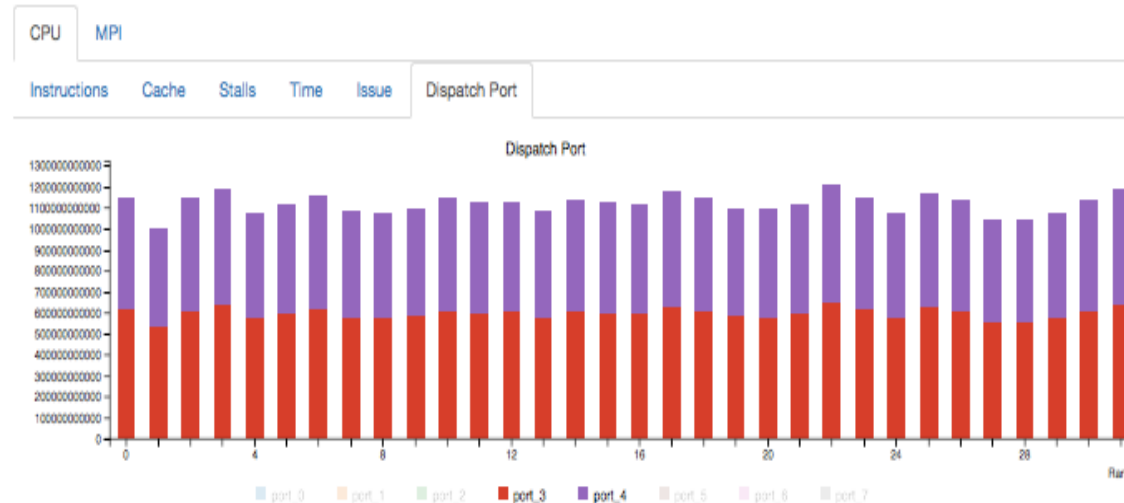 CPU MPI
Instructions Cache Stalls Time Issue Dispatch Port
Dispatch Port
1300000000000
1200000000000
1100000000000
1000000000000
900000000000
800000000000
700000000000
600000000000
500000000000
400000000000
300000000000
200000000000
100000000000
0
0 4 8 12 16 20 24 28
Ran
port_0 port_1 port_2 port_3 port_4 port_5 port_6 port_7